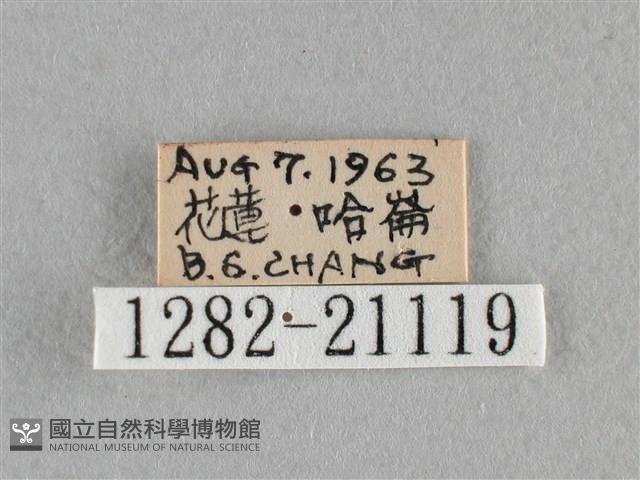 AUG 7. 1963
花蓮・哈崙
B.S. CHANG
1282-21119
國立自然科學博物館
NATIONAL MUSEUM OF NATURAL SCIENCE